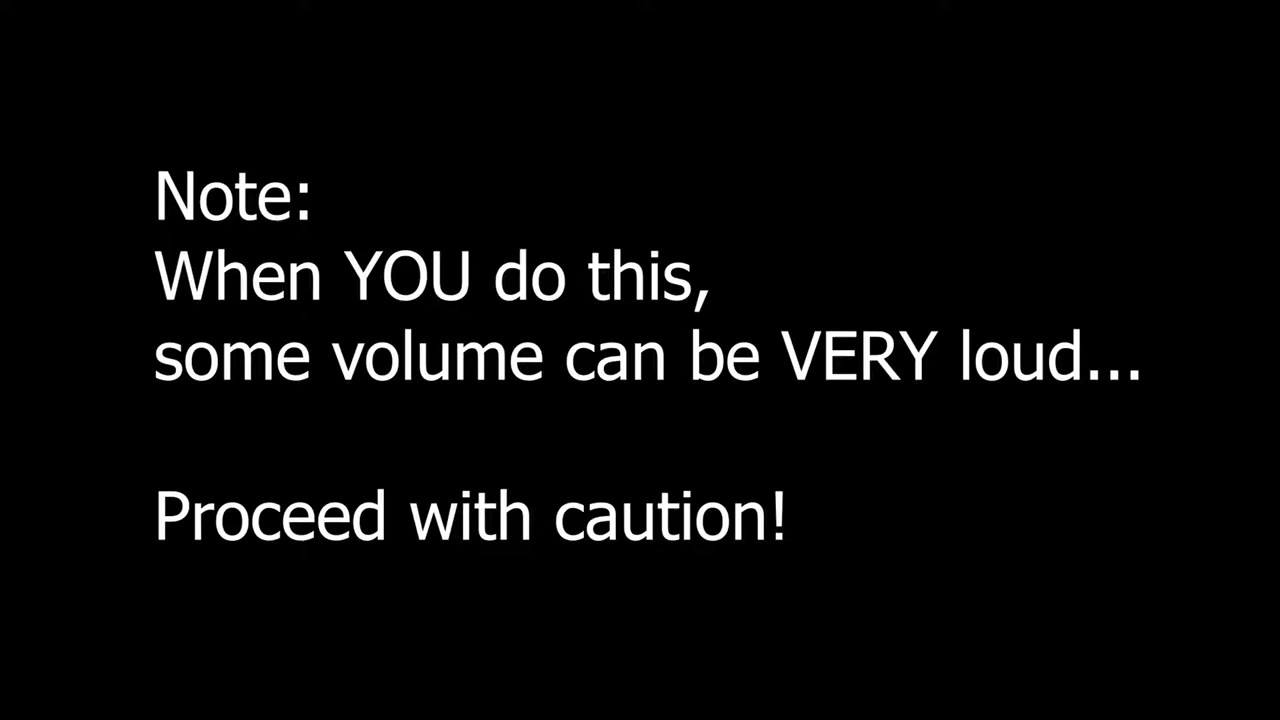 Note:
When YOU do this,
some volume can be VERY loud...
Proceed with caution!